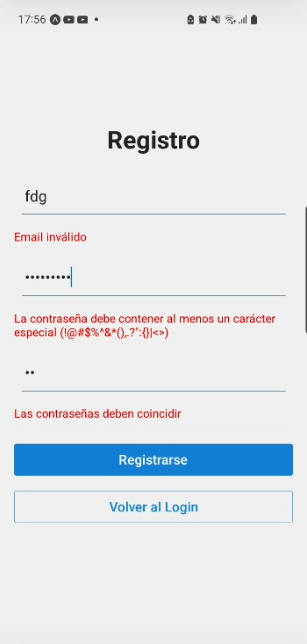 17:56
Registro
fdg
Email inválido
•••••••••
La contraseña debe contener al menos un carácter
especial (!@#$%^&*(),.?":{}|<>)
••
Las contraseñas deben coincidir
Registrarse
Volver al Login